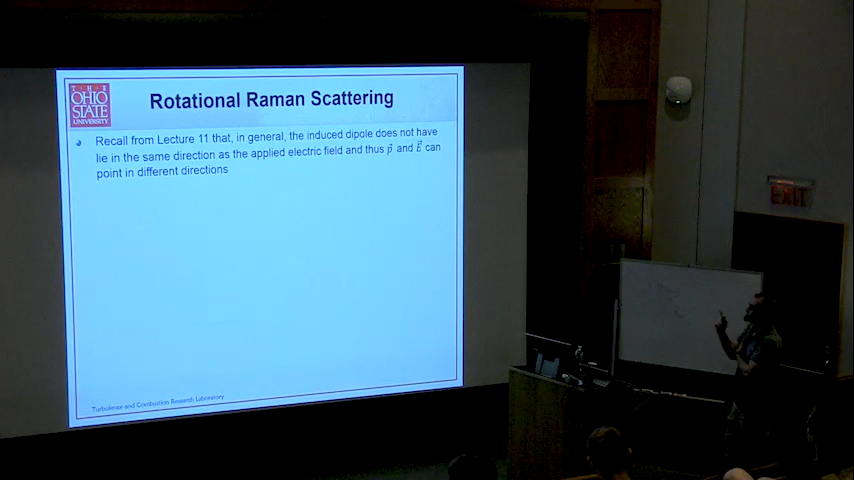 THE
OHIO
STATE
UNIVERSITY
Rotational Raman Scattering
Recall from Lecture 11 that, in general, the induced dipole does not have
lie in the same direction as the applied electric field and thus p⃗ and E⃗ can
point in different directions
Turbulence and Combustion Research Laboratory
EXIT